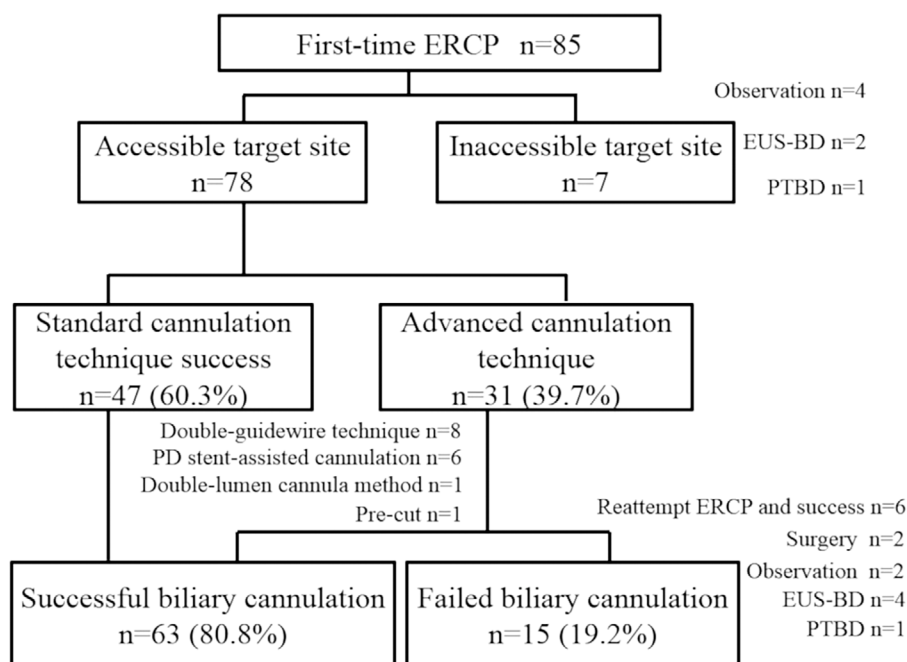 First-time ERCP n=85
Observation n=4
Accessible target site
n=78
Inaccessible target site
n=7
EUS-BD n=2
PTBD n=1
Standard cannulation
technique success
n=47 (60.3%)
Advanced cannulation
technique
n=31 (39.7%)
Double-guidewire technique n=8
PD stent-assisted cannulation n=6
Double-lumen cannula method n=1
Pre-cut n=1
Reattempt ERCP and success n=6
Surgery n=2
Observation n=2
EUS-BD n=4
PTBD n=1
Successful biliary cannulation
n=63 (80.8%)
Failed biliary cannulation
n=15 (19.2%)